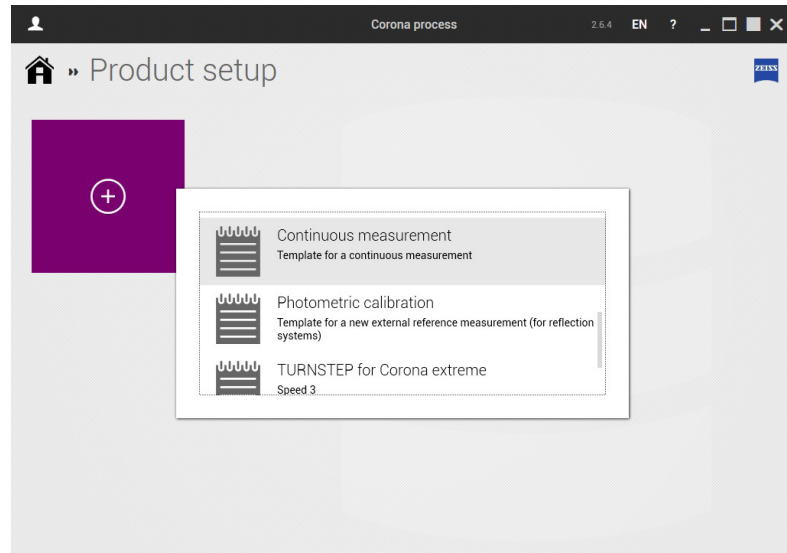 Corona process
2.6.4 EN ?
» Product setup
ZEISS
Continuous measurement
Template for a continuous measurement
Photometric calibration
Template for a new external reference measurement (for reflection
systems)
TURNSTEP for Corona extreme
Speed 3